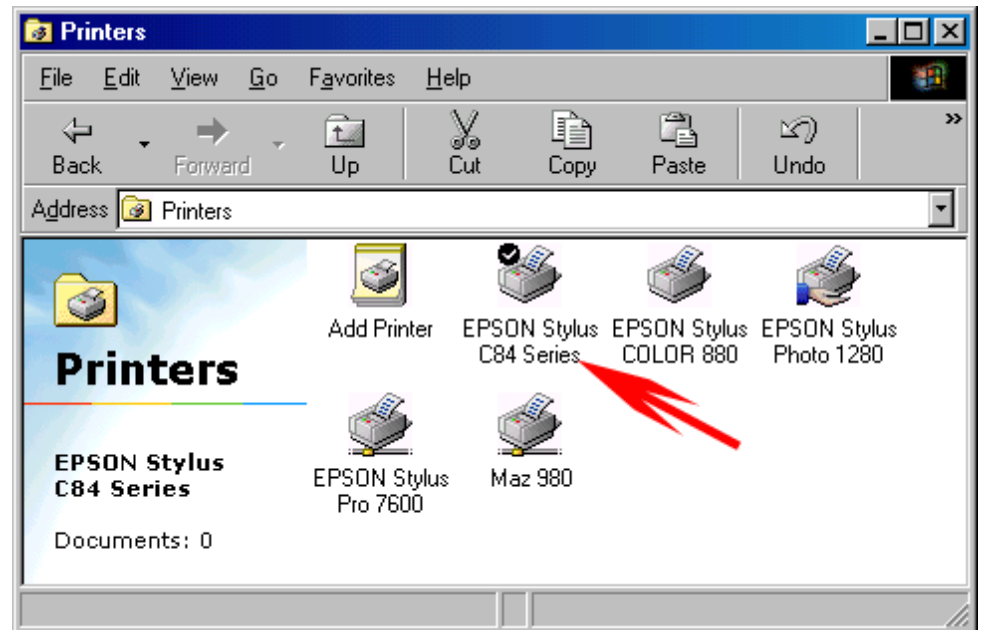 Printers
File Edit View Go Favorites Help
Back Forward Up Cut Copy Paste Undo »
Address Printers
Printers
EPSON Stylus
C84 Series
Documents: 0
Add Printer
EPSON Stylus
C84 Series
EPSON Stylus
COLOR 880
EPSON Stylus
Photo 1280
EPSON Stylus
Pro 7600
Maz 980